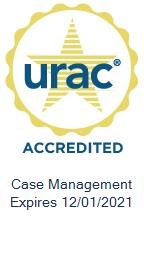 urac®
ACCREDITED
Case Management
Expires 12/01/2021